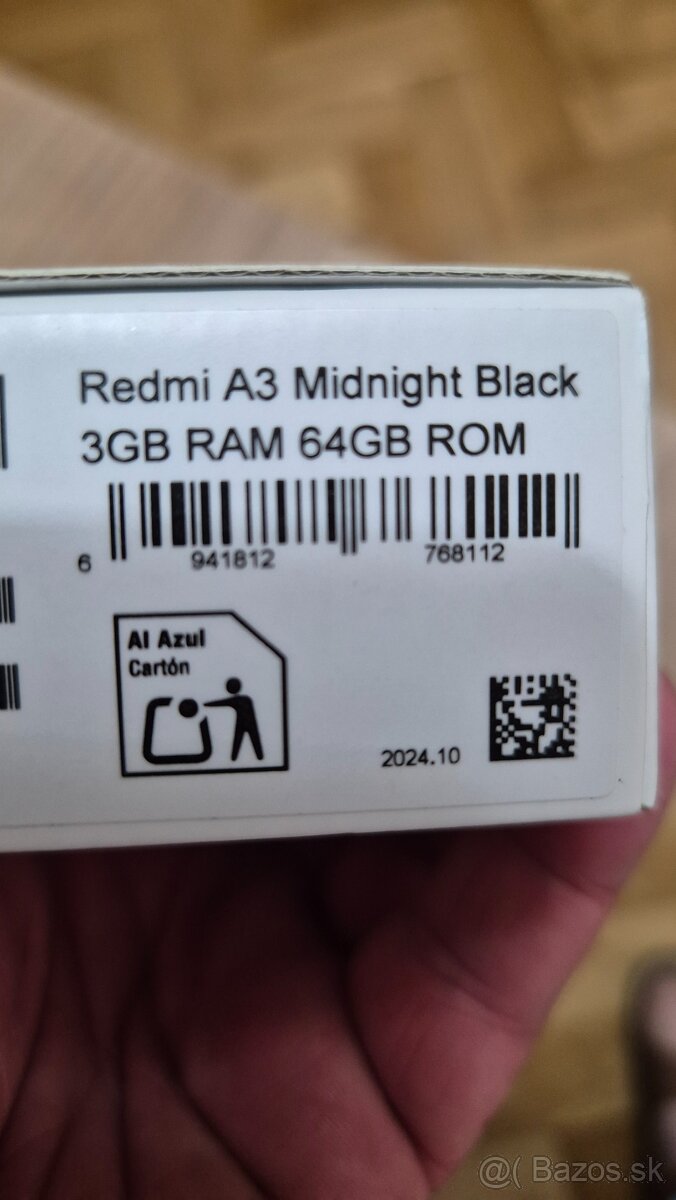 Redmi A3 Midnight Black
3GB RAM 64GB ROM
6 941812 768112
Al Azul
Cartón
2024.10
@( Bazos.sk